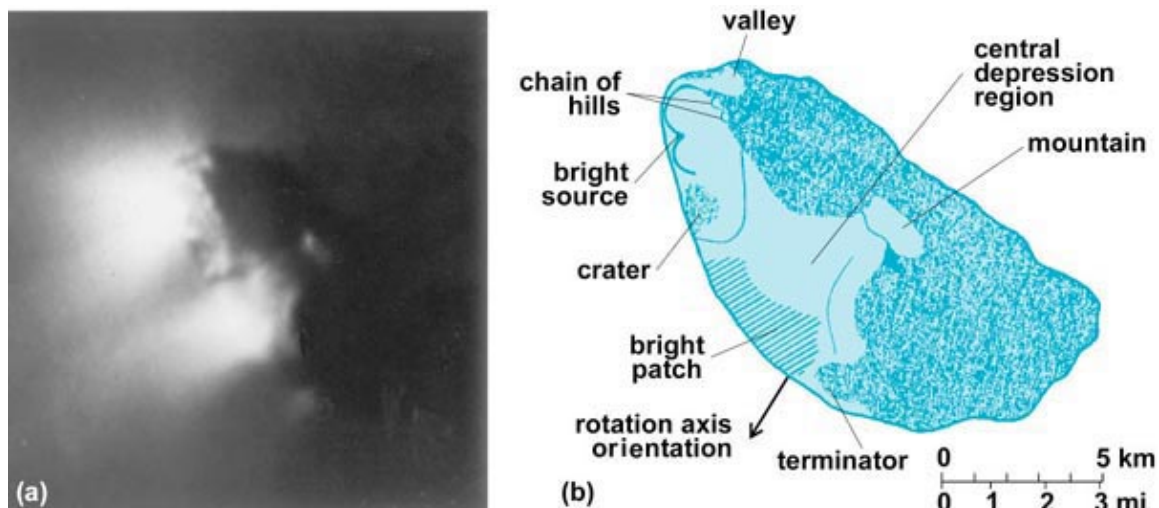 (a)
valley
chain of
hills
bright
source
crater
bright
patch
rotation axis
orientation
terminator
central
depression
region
mountain
(b)
0 5 km
0 1 2 3 mi